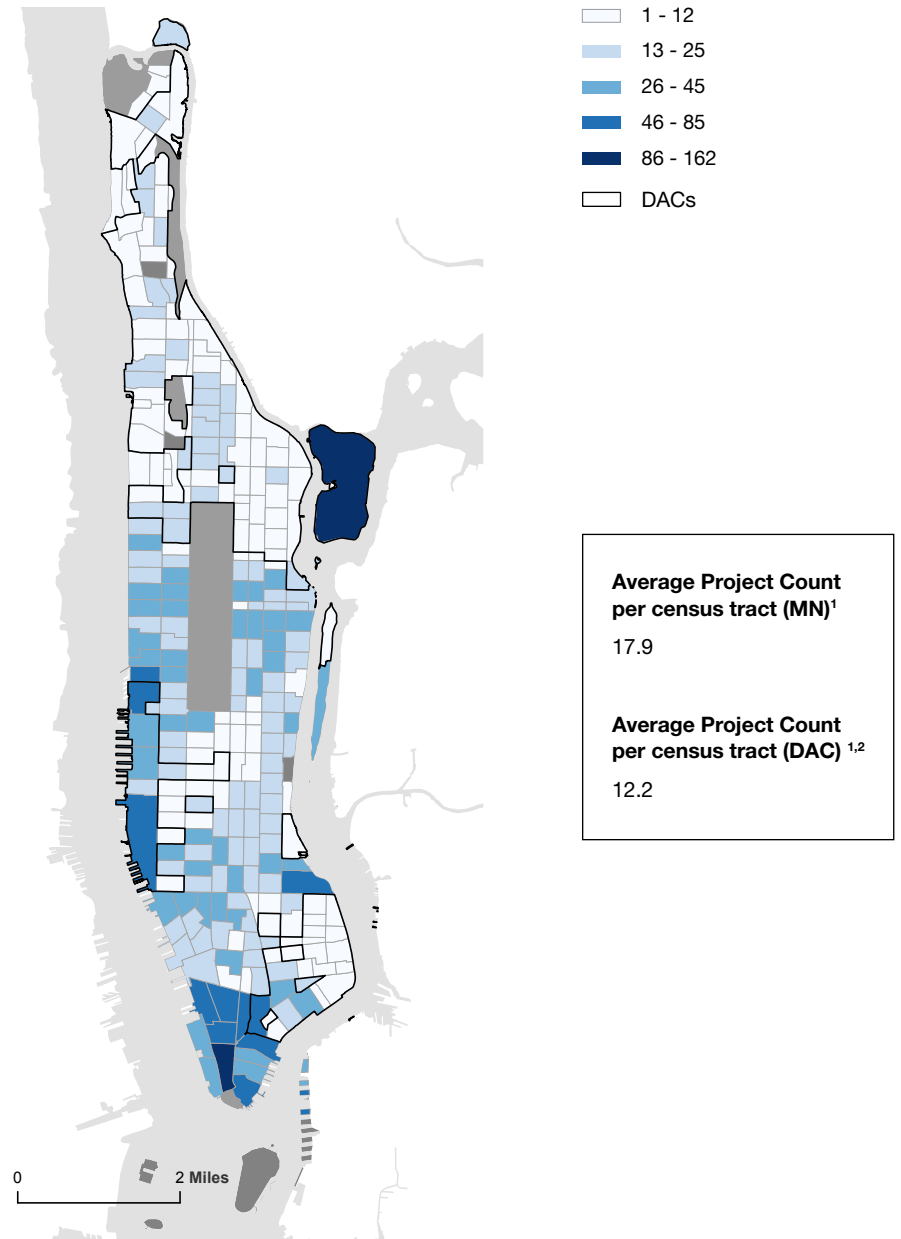 1 - 12
13 - 25
26 - 45
46 - 85
86 - 162
DACs
Average Project Count
per census tract (MN)¹
17.9
Average Project Count
per census tract (DAC) ¹,²
12.2
0
2 Miles